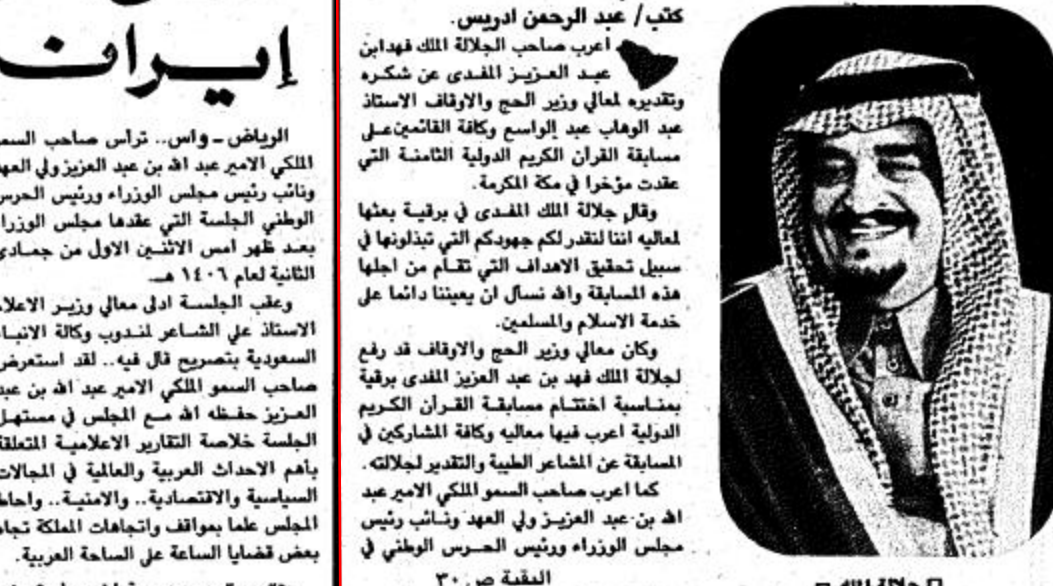 كتب/ عبد الرحمن ادريس.
اعرب صاحب الجلالة الملك فهدابن
عبد العزيز المفدى عن شكره
وتقديره لمعالي وزير الحج والاوقاف الاستاذ
عبد الوهاب عبد الواسع وكافة القائمين على
مسابقة القرآن الكريم الدولية الثامنة التي
عقدت مؤخرا في مكة المكرمة.
وقال جلالة الملك المفدى في برقية بعثها
لمعاليه اننا لنقدر لكم جهودكم التي تبذلونها في
سبيل تحقيق الاهداف التي تقام من اجلها
هذه المسابقة والله نسأل ان يعيننا دائما على
خدمة الاسلام والمسلمين.
وكان معالي وزير الحج والاوقاف قد رفع
لجلالة الملك فهد بن عبد العزيز المفدى برقية
بمناسبة اختتام مسابقة القرآن الكريم
الدولية اعرب فيها معاليه وكافة المشاركين في
المسابقة عن المشاعر الطيبة والتقدير لجلالته.
كما اعرب صاحب السمو الملكي الامير عبد
الله بن عبد العزيز ولي العهد ونائب رئيس
مجلس الوزراء ورئيس الحرس الوطني في
البقية ص ٣٠
إيران
الرياض ـ واس.. ترأس صاحب السمو
الملكي الامير عبد الله بن عبد العزيز ولي العهد
ونائب رئيس مجلس الوزراء ورئيس الحرس
الوطني الجلسة التي عقدها مجلس الوزراء
بعد ظهر امس الاثنين الاول من جمادى
الثانية لعام ١٤٠٦ هـ
وعقب الجلسة ادلى معالي وزير الاعلام
الاستاذ علي الشاعر لمندوب وكالة الانباء
السعودية بتصريح قال فيه.. لقد استعرض
صاحب السمو الملكي الامير عبد الله بن عبد
العزيز حفظه الله مع المجلس في مستهل
الجلسة خلاصة التقارير الاعلامية المتعلقة
بأهم الاحداث العربية والعالمية في المجالات
السياسية والاقتصادية.. والامنية.. واحاط
المجلس علما بمواقف واتجاهات المملكة تجاه
بعض قضايا الساعة على الساحة العربية.